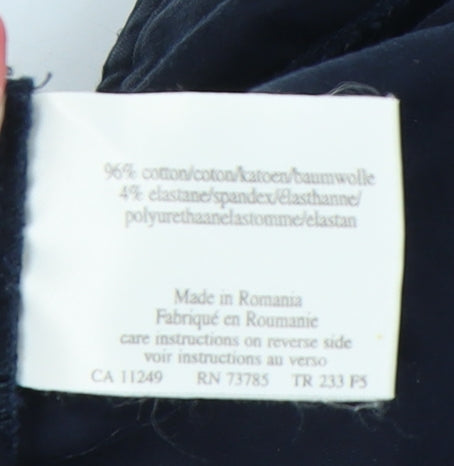 96% cotton/coton/katoen/baumwolle
4% elastane/spandex/élasthanne/
polyurethaanelastomme/elastan
Made in Romania
Fabriqué en Roumanie
care instructions on reverse side
voir instructions au verso
CA 11249 RN 73785 TR 233 F5